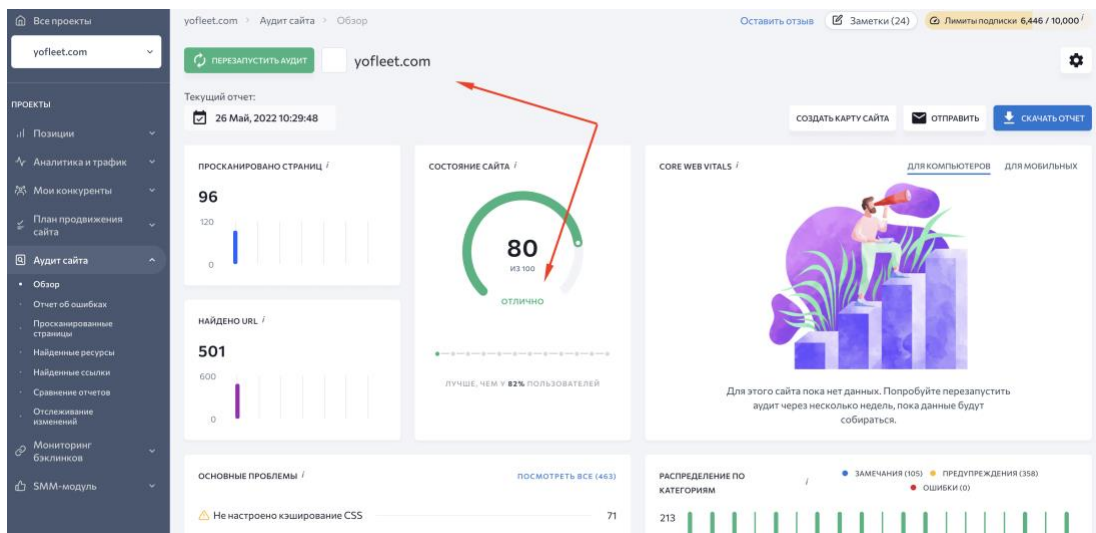 Все проекты
yofleet.com > Аудит сайта > Обзор
Оставить отзыв
Заметки (24)
Лимиты подписки 6,446 / 10,000 i
yofleet.com
ПЕРЕЗАПУСТИТЬ АУДИТ
yofleet.com
ПРОЕКТЫ
Позиции
Аналитика и трафик
Мои конкуренты
План продвижения
сайта
Аудит сайта
Обзор
Отчет об ошибках
Просканированные
страницы
Найденные ресурсы
Найденные ссылки
Сравнение отчетов
Отслеживание
изменений
Мониторинг
бэклинков
SMM-модуль
Текущий отчет:
26 Май, 2022 10:29:48
СОЗДАТЬ КАРТУ САЙТА
ОТПРАВИТЬ
СКАЧАТЬ ОТЧЕТ
ПРОСКАНИРОВАНО СТРАНИЦ i
96
120
0
НАЙДЕНО URL i
501
600
0
СОСТОЯНИЕ САЙТА i
80
ИЗ 100
ОТЛИЧНО
ЛУЧШЕ, ЧЕМ У 82% ПОЛЬЗОВАТЕЛЕЙ
CORE WEB VITALS i
ДЛЯ КОМПЬЮТЕРОВ
ДЛЯ МОБИЛЬНЫХ
Для этого сайта пока нет данных. Попробуйте перезапустить
аудит через несколько недель, пока данные будут
собираться.
ОСНОВНЫЕ ПРОБЛЕМЫ i
ПОСМОТРЕТЬ ВСЕ (463)
Не настроено кэширование CSS
71
РАСПРЕДЕЛЕНИЕ ПО
КАТЕГОРИЯМ i
ЗАМЕЧАНИЯ (105)
ПРЕДУПРЕЖДЕНИЯ (358)
ОШИБКИ (0)
213